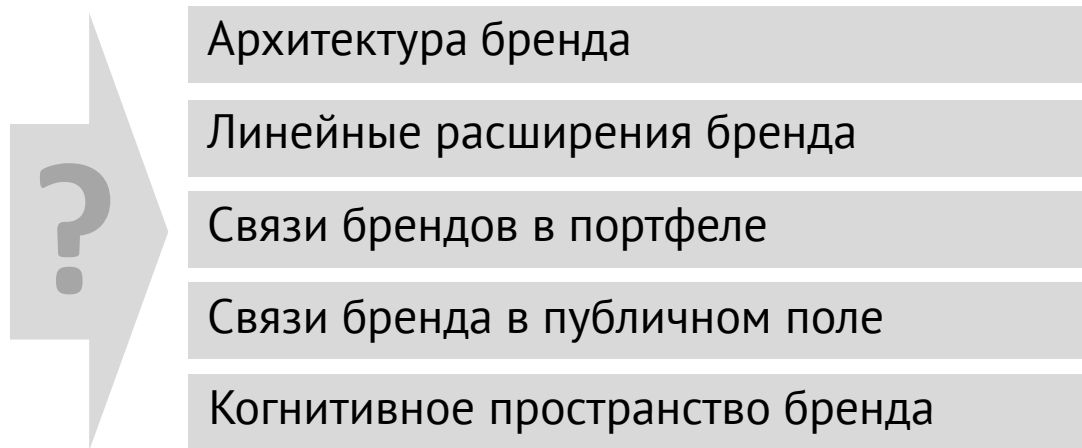 ?
Архитектура бренда
Линейные расширения бренда
Связи брендов в портфеле
Связи бренда в публичном поле
Когнитивное пространство бренда